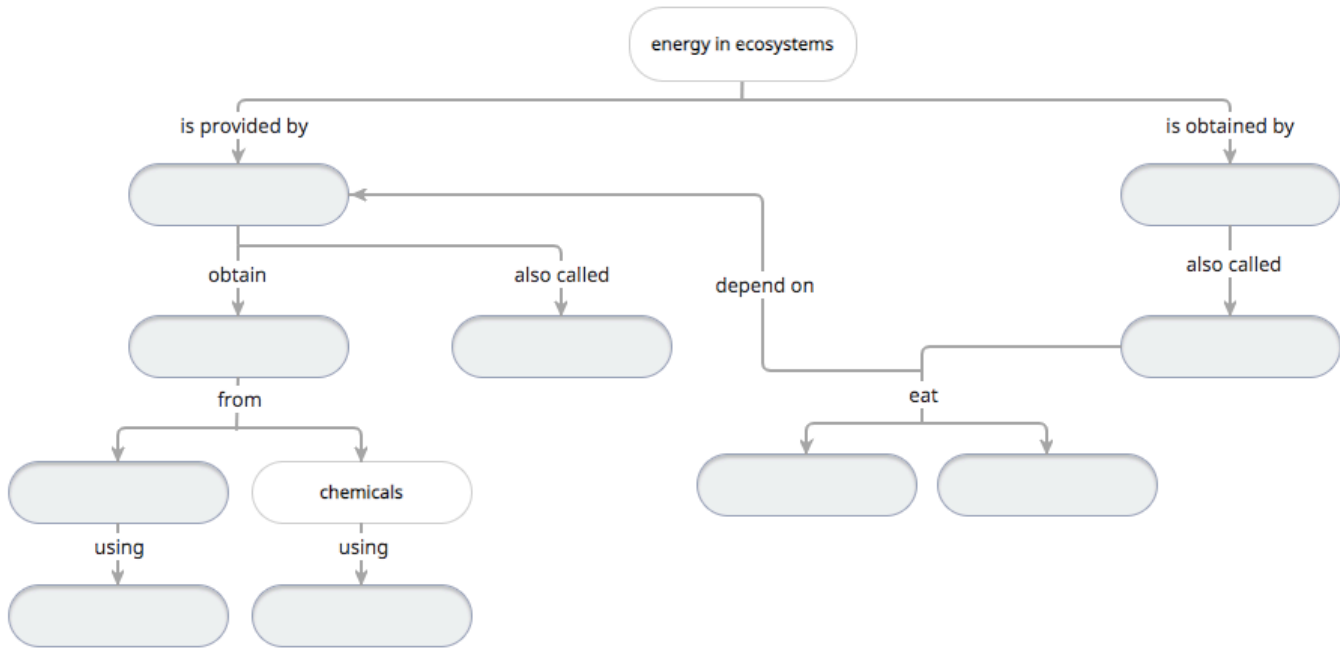 energy in ecosystems
is provided by
is obtained by
obtain
also called
depend on
also called
from
eat
chemicals
using
using